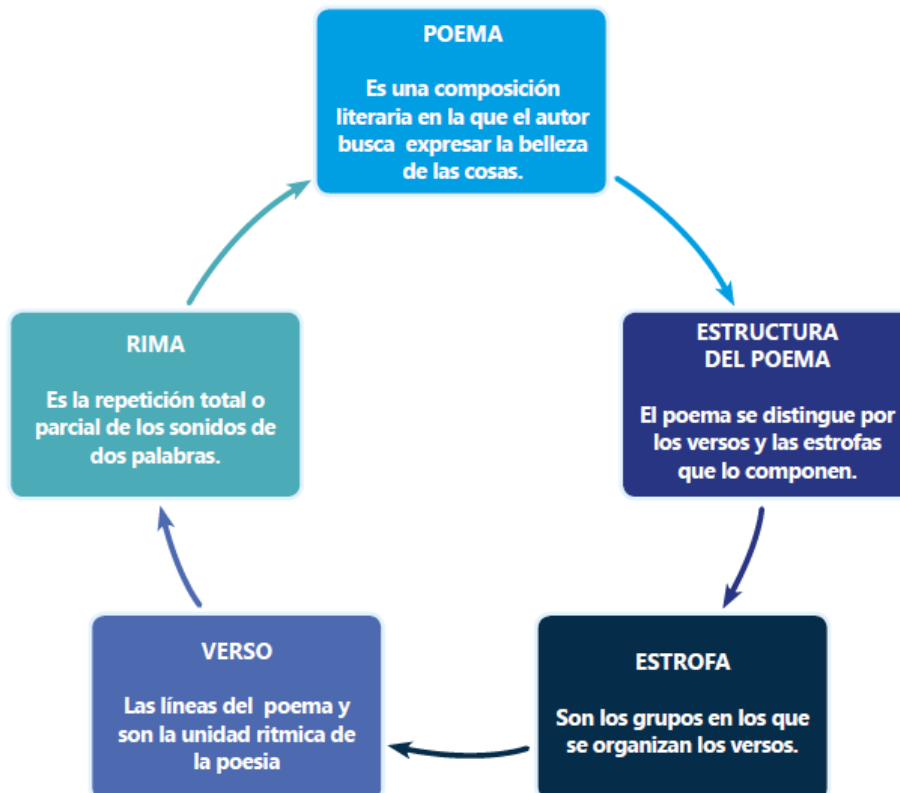 POEMA
Es una composición
literaria en la que el autor
busca expresar la belleza
de las cosas.
ESTRUCTURA
DEL POEMA
El poema se distingue por
los versos y las estrofas
que lo componen.
ESTROFA
Son los grupos en los que
se organizan los versos.
VERSO
Las líneas del poema y
son la unidad ritmica de
la poesia
RIMA
Es la repetición total o
parcial de los sonidos de
dos palabras.